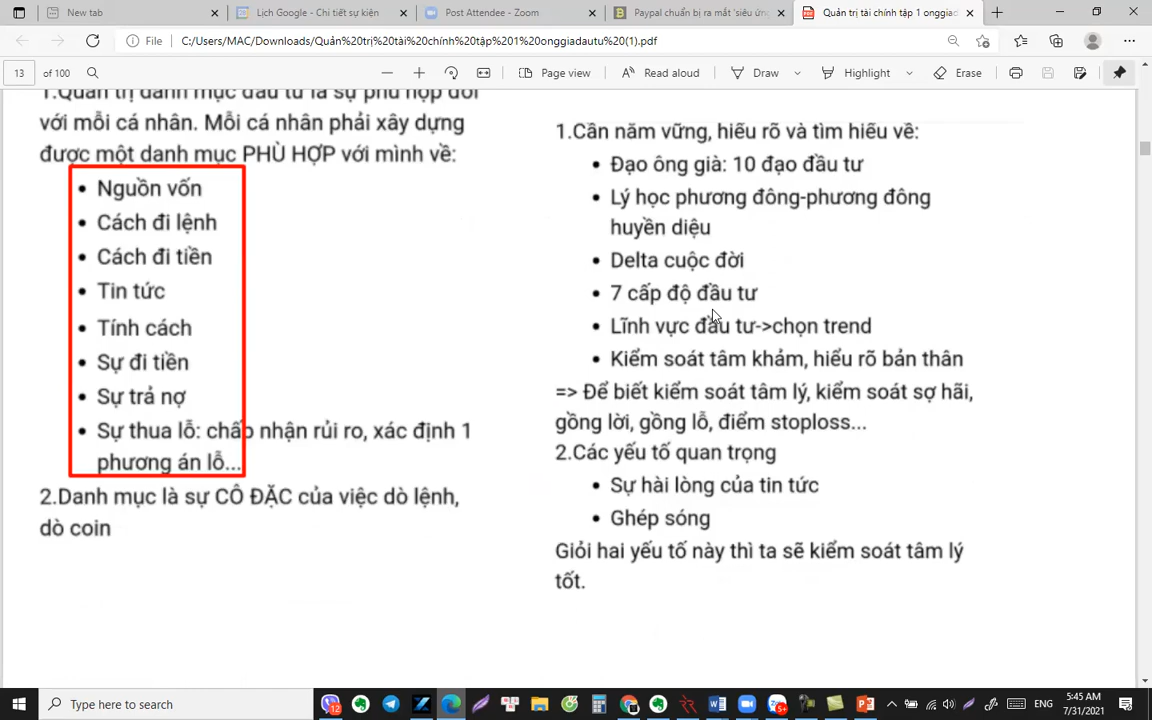 New tab
Lịch Google - Chi tiết sự kiện
Post Attendee - Zoom
Paypal chuẩn bị ra mắt 'siêu ứng
Quản trị tài chính tập 1 onggiad
File
C:/Users/MAC/Downloads/Quản%20trị%20tài%20chính%20tập%201%20onggiadautu%20(1).pdf
13 of 100
Page view
Read aloud
Draw
Highlight
Erase
1.Quản trị danh mục đầu tư là sự phù hợp đối
với mỗi cá nhân. Mỗi cá nhân phải xây dựng
được một danh mục PHÙ HỢP với mình về:
• Nguồn vốn
• Cách đi lệnh
• Cách đi tiền
• Tin tức
• Tính cách
• Sự đi tiền
• Sự trả nợ
• Sự thua lỗ: chấp nhận rủi ro, xác định 1
phương án lỗ...
2.Danh mục là sự CÔ ĐẶC của việc dò lệnh,
dò coin
1.Cần năm vững, hiếu rõ và tìm hiếu về:
• Đạo ông già: 10 đạo đầu tư
• Lý học phương đông-phương đông
huyền diệu
• Delta cuộc đời
• 7 cấp độ đầu tư
• Lĩnh vực đầu tư->chọn trend
• Kiểm soát tâm khảm, hiểu rõ bản thân
=> Để biết kiểm soát tâm lý, kiểm soát sợ hãi,
gồng lời, gồng lỗ, điểm stoploss...
2.Các yếu tố quan trọng
• Sự hài lòng của tin tức
• Ghép sóng
Giỏi hai yếu tố này thì ta sẽ kiểm soát tâm lý
tốt.
Type here to search
12
5+
ENG
5:45 AM
7/31/2021